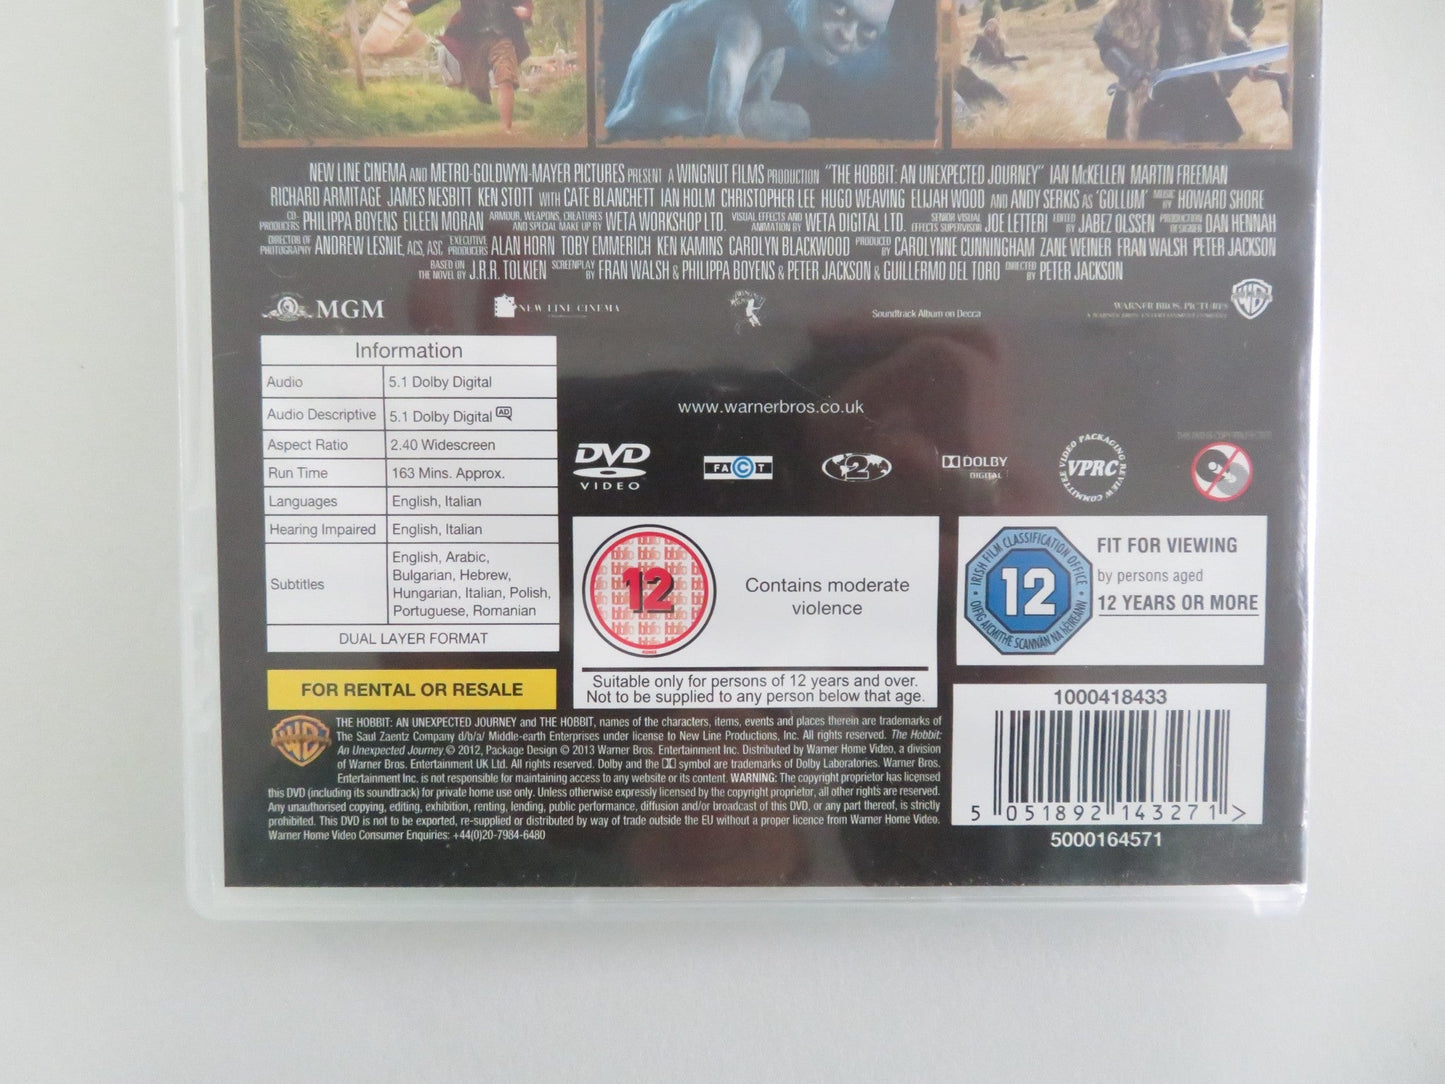 NEW LINE CINEMA AND METRO-GOLDWYN-MAYER PICTURES PRESENT A WINGNUT FILMS PRODUCTION "THE HOBBIT: AN UNEXPECTED JOURNEY" IAN McKELLEN MARTIN FREEMAN
RICHARD ARMITAGE JAMES NESBITT KEN STOTT WITH CATE BLANCHETT IAN HOLM CHRISTOPHER LEE HUGO WEAVING ELIJAH WOOD AND ANDY SERKIS AS 'GOLLUM' MUSIC BY HOWARD SHORE
CO-PRODUCERS PHILIPPA BOYENS EILEEN MORAN ARMOUR, WEAPONS, CREATURES AND SPECIAL MAKE UP BY WETA WORKSHOP LTD. VISUAL EFFECTS AND ANIMATION BY WETA DIGITAL LTD. SENIOR VISUAL EFFECTS SUPERVISOR JOE LETTERI EDITED BY JABEZ OLSSEN PRODUCTION DESIGNER DAN HENNAH
DIRECTOR OF PHOTOGRAPHY ANDREW LESNIE, ACS, ASC EXECUTIVE PRODUCERS ALAN HORN TOBY EMMERICH KEN KAMINS CAROLYN BLACKWOOD PRODUCED BY CAROLYNNE CUNNINGHAM ZANE WEINER FRAN WALSH PETER JACKSON
BASED ON THE NOVEL BY J.R.R. TOLKIEN SCREENPLAY BY FRAN WALSH & PHILIPPA BOYENS & PETER JACKSON & GUILLERMO DEL TORO DIRECTED BY PETER JACKSON
MGM NEW LINE CINEMA Soundtrack Album on Decca WARNER BROS. PICTURES WB
Information
Audio 5.1 Dolby Digital
Audio Descriptive 5.1 Dolby Digital AD
Aspect Ratio 2.40 Widescreen
Run Time 163 Mins. Approx.
Languages English, Italian
Hearing Impaired English, Italian
Subtitles English, Arabic,
Bulgarian, Hebrew,
Hungarian, Italian, Polish,
Portuguese, Romanian
DUAL LAYER FORMAT
FOR RENTAL OR RESALE
www.warnerbros.co.uk
DVD VIDEO
FACT
2
DOLBY DIGITAL
VIDEO PACKAGING REVIEW COMMITTEE VPRC
bbfc 12
Contains moderate
violence
Suitable only for persons of 12 years and over.
Not to be supplied to any person below that age.
IRISH FILM CLASSIFICATION OFFICE
12
OIFIG AICMITHE SCANNÁN NA hÉIREANN
FIT FOR VIEWING
by persons aged
12 YEARS OR MORE
WB
THE HOBBIT: AN UNEXPECTED JOURNEY and THE HOBBIT, names of the characters, items, events and places therein are trademarks of
The Saul Zaentz Company d/b/a/ Middle-earth Enterprises under license to New Line Productions, Inc. All rights reserved. The Hobbit:
An Unexpected Journey © 2012, Package Design © 2013 Warner Bros. Entertainment Inc. Distributed by Warner Home Video, a division
of Warner Bros. Entertainment UK Ltd. All rights reserved. Dolby and the symbol are trademarks of Dolby Laboratories. Warner Bros.
Entertainment Inc. is not responsible for maintaining access to any website or its content. WARNING: The copyright proprietor has licensed
this DVD (including its soundtrack) for private home use only. Unless otherwise expressly licensed by the copyright proprietor, all other rights are reserved.
Any unauthorised copying, editing, exhibition, renting, lending, public performance, diffusion and/or broadcast of this DVD, or any part thereof, is strictly
prohibited. This DVD is not to be exported, re-supplied or distributed by way of trade outside the EU without a proper licence from Warner Home Video.
Warner Home Video Consumer Enquiries: +44(0)20-7984-6480
1000418433
5 051892 143271 >
5000164571